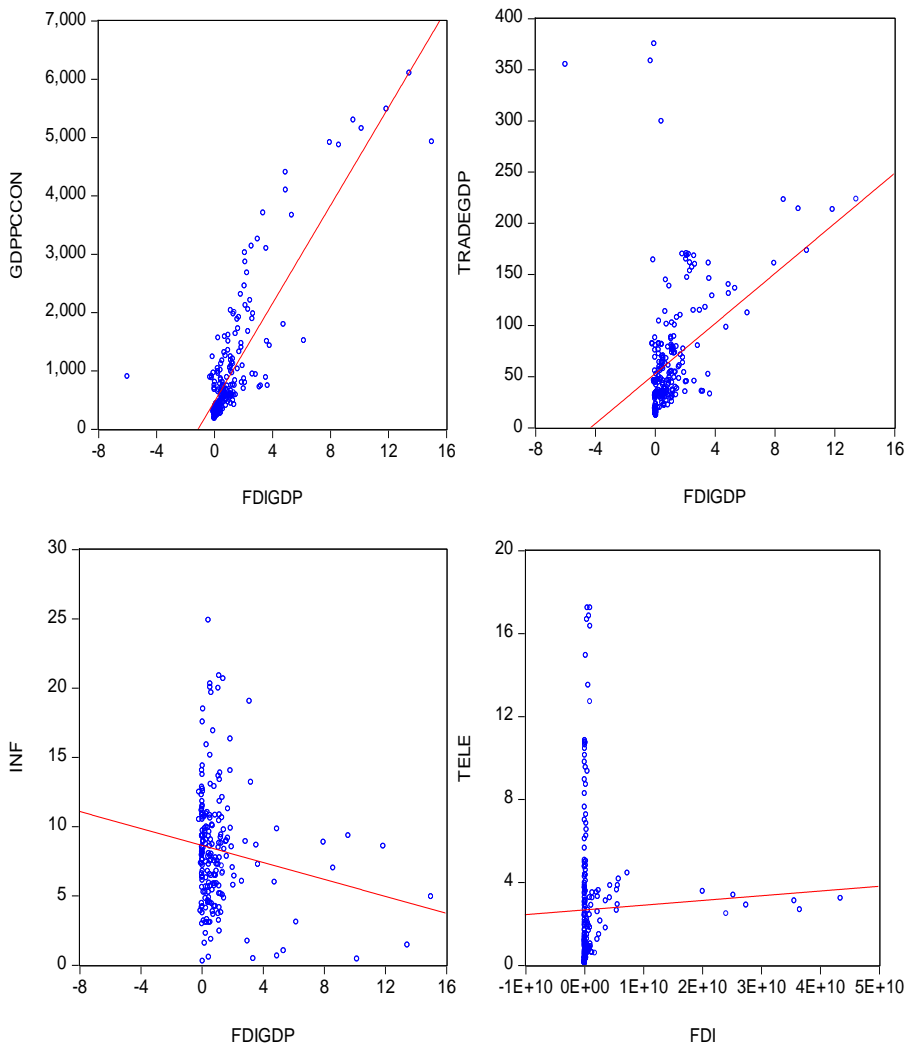 7,000
6,000
5,000
4,000
3,000
2,000
1,000
0
GDPPCCON
-8 -4 0 4 8 12 16
FDIGDP
400
350
300
250
200
150
100
50
0
TRADEGDP
-8 -4 0 4 8 12 16
FDIGDP
30
25
20
15
10
5
0
INF
-8 -4 0 4 8 12 16
FDIGDP
20
16
12
8
4
0
TELE
-1E+10 0E+00 1E+10 2E+10 3E+10 4E+10 5E+10
FDI